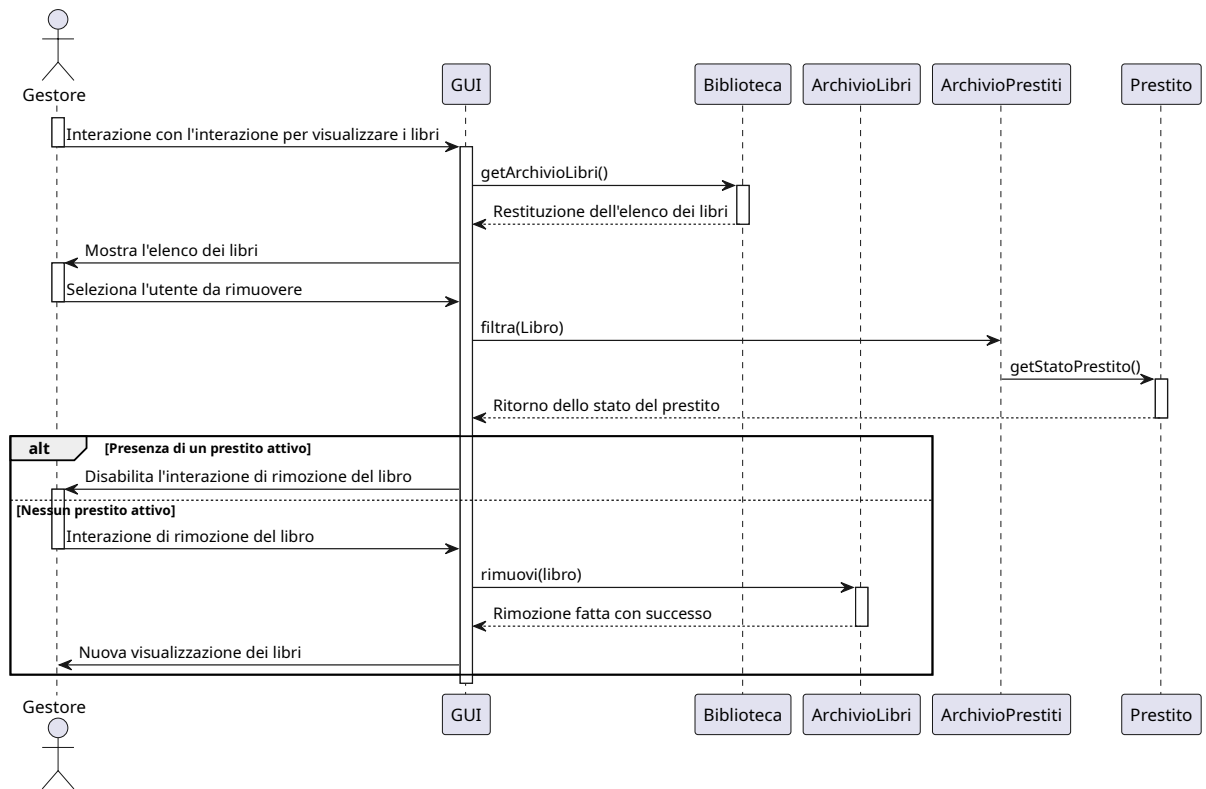 Gestore
GUI
Biblioteca
ArchivioLibri
ArchivioPrestiti
Prestito
Interazione con l'interazione per visualizzare i libri
getArchivioLibri()
Restituzione dell'elenco dei libri
Mostra l'elenco dei libri
Seleziona l'utente da rimuovere
filtra(Libro)
getStatoPrestito()
Ritorno dello stato del prestito
alt
[Presenza di un prestito attivo]
Disabilita l'interazione di rimozione del libro
[Nessun prestito attivo]
Interazione di rimozione del libro
rimuovi(libro)
Rimozione fatta con successo
Nuova visualizzazione dei libri
Gestore
GUI
Biblioteca
ArchivioLibri
ArchivioPrestiti
Prestito